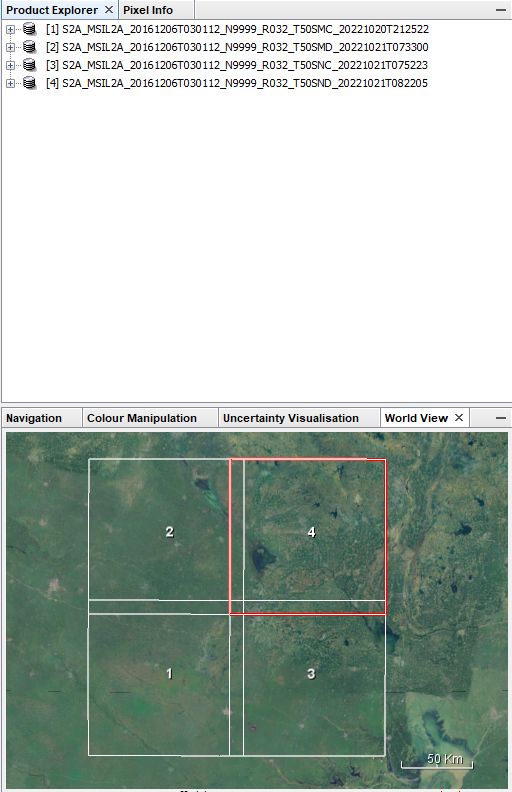 Product Explorer × Pixel Info
[1] S2A_MSIL2A_20161206T030112_N9999_R032_T50SMC_20221020T212522
[2] S2A_MSIL2A_20161206T030112_N9999_R032_T50SMD_20221021T073300
[3] S2A_MSIL2A_20161206T030112_N9999_R032_T50SNC_20221021T075223
[4] S2A_MSIL2A_20161206T030112_N9999_R032_T50SND_20221021T082205
Navigation Colour Manipulation Uncertainty Visualisation World View ×
2 4
1 3
50 Km